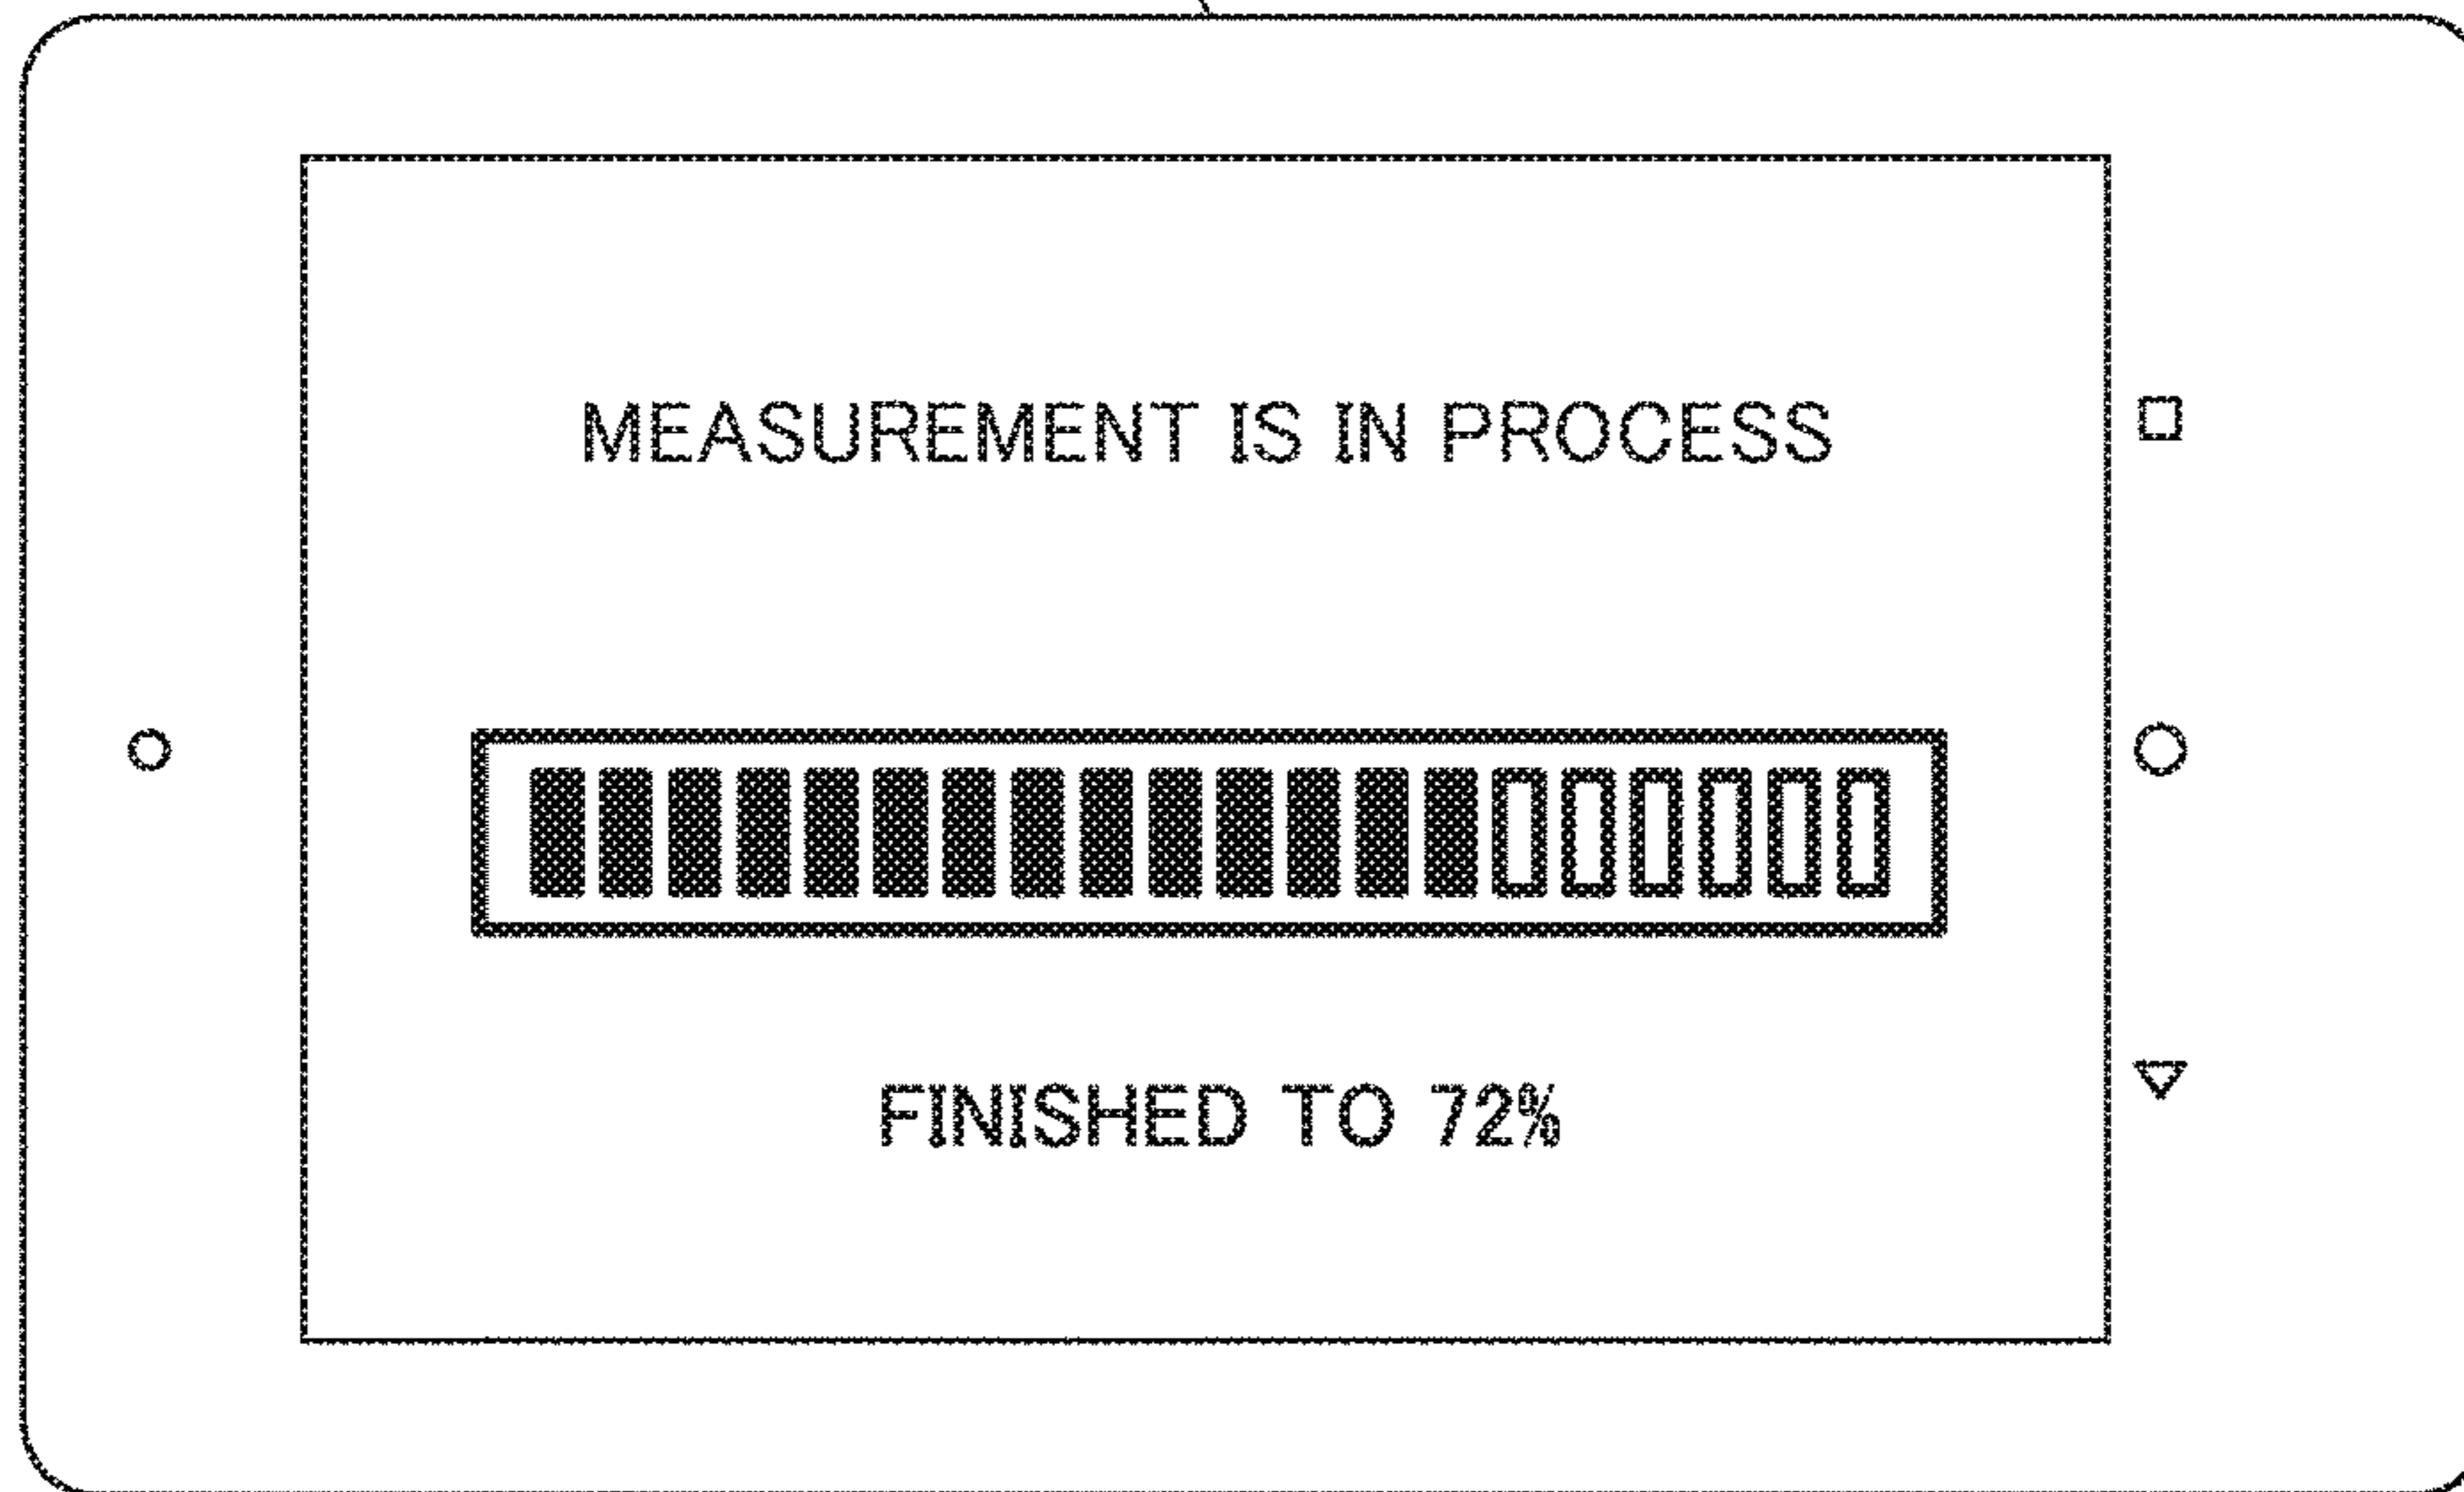 MEASUREMENT IS IN PROCESS
FINISHED TO 72%